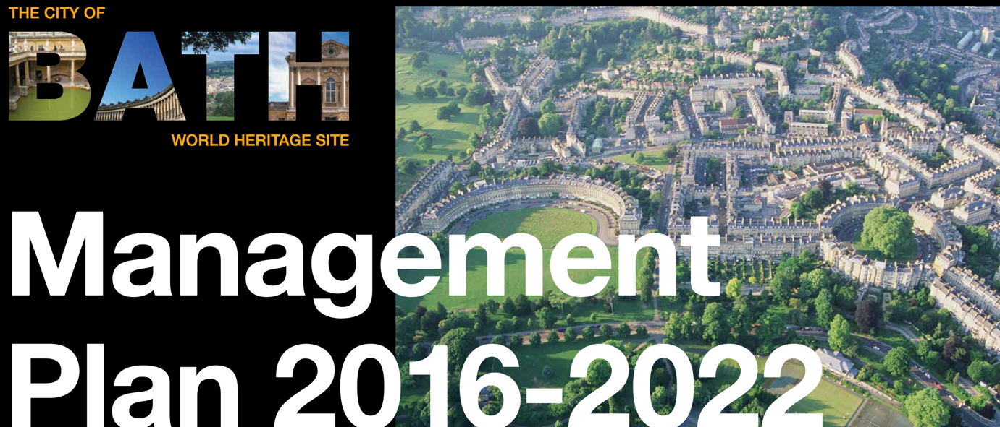 THE CITY OF
BATH
WORLD HERITAGE SITE
Management
Plan 2016-2022